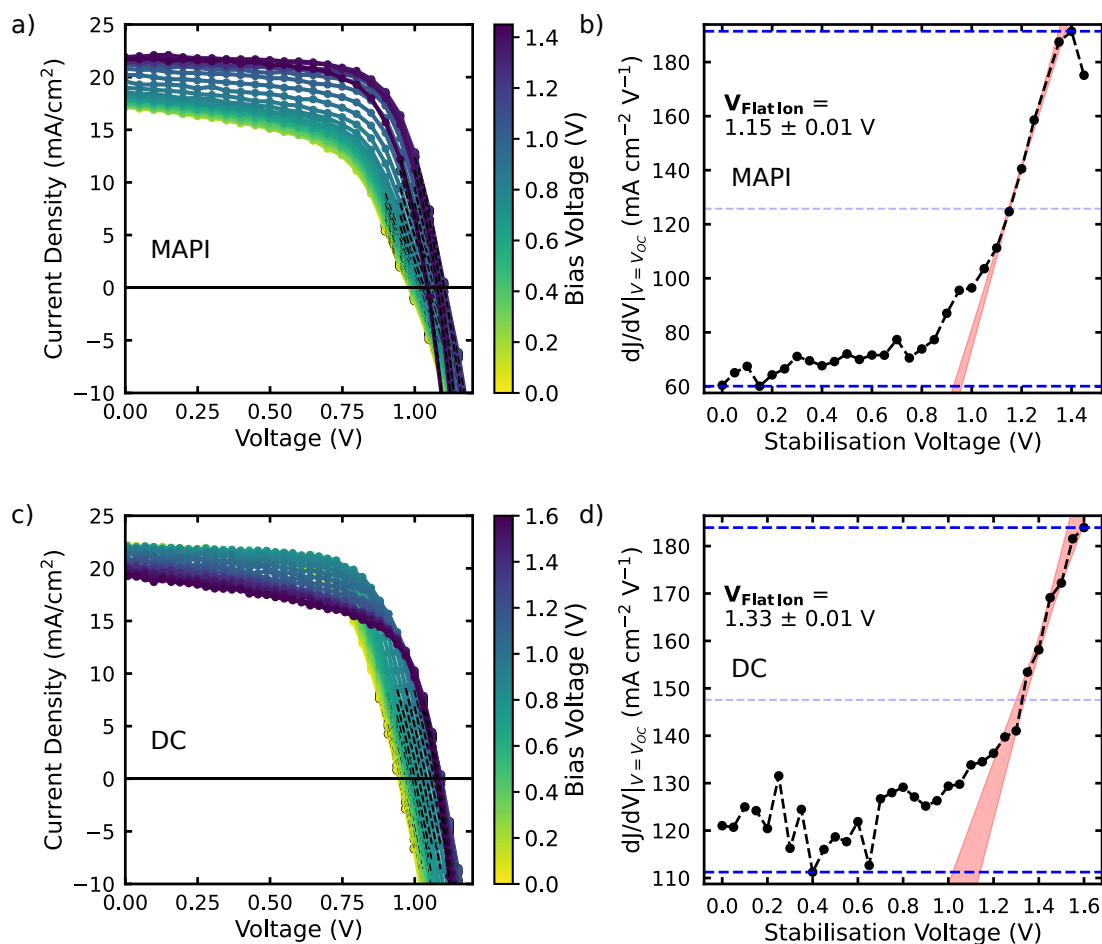 a)
25
20
15
10
5
0
−5
−10
Current Density (mA/cm²)
MAPI
0.00 0.25 0.50 0.75 1.00
Voltage (V)
1.4
1.2
1.0
0.8
0.6
0.4
0.2
0.0
Bias Voltage (V)
b)
180
160
140
120
100
80
60
dJ/dV|V = VOC (mA cm⁻² V⁻¹)
VFlat Ion =
1.15 ± 0.01 V
MAPI
0.0 0.2 0.4 0.6 0.8 1.0 1.2 1.4
Stabilisation Voltage (V)
c)
25
20
15
10
5
0
−5
−10
Current Density (mA/cm²)
DC
0.00 0.25 0.50 0.75 1.00
Voltage (V)
1.6
1.4
1.2
1.0
0.8
0.6
0.4
0.2
0.0
Bias Voltage (V)
d)
180
170
160
150
140
130
120
110
dJ/dV|V = VOC (mA cm⁻² V⁻¹)
VFlat Ion =
1.33 ± 0.01 V
DC
0.0 0.2 0.4 0.6 0.8 1.0 1.2 1.4 1.6
Stabilisation Voltage (V)